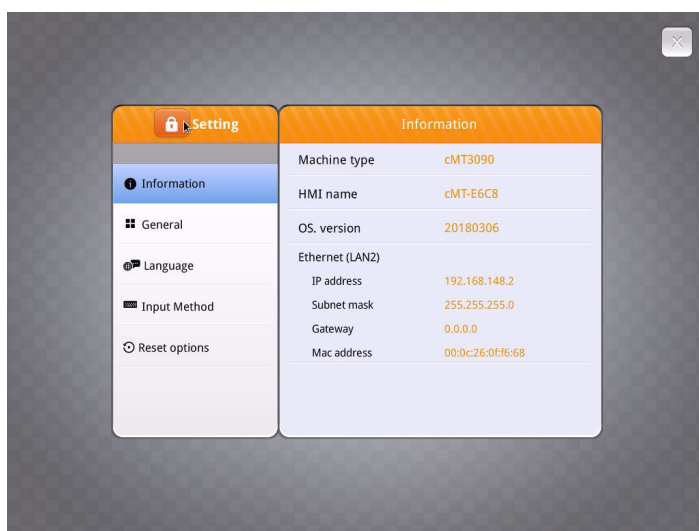 Setting
Information
General
Language
Input Method
Reset options
Information
Machine type cMT3090
HMI name cMT-E6C8
OS. version 20180306
Ethernet (LAN2)
IP address 192.168.148.2
Subnet mask 255.255.255.0
Gateway 0.0.0.0
Mac address 00:0c:26:0f:f6:68